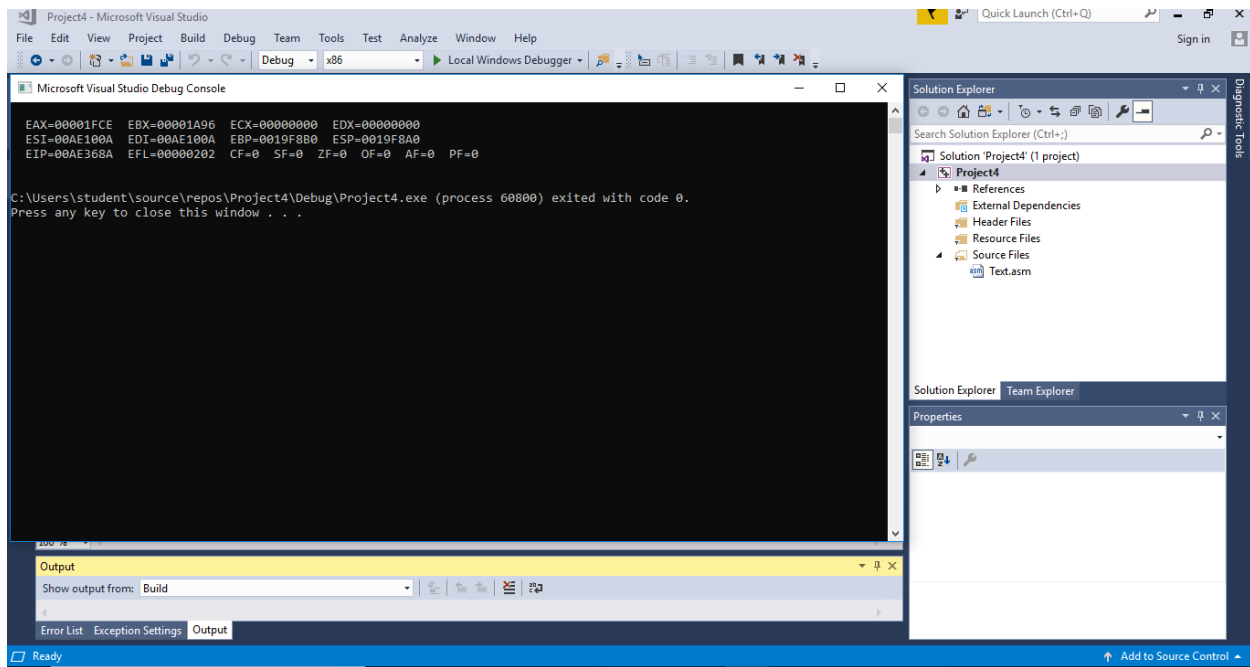 Project4 - Microsoft Visual Studio
Quick Launch (Ctrl+Q)
File Edit View Project Build Debug Team Tools Test Analyze Window Help
Sign in
Debug x86 Local Windows Debugger
Microsoft Visual Studio Debug Console
EAX=00001FCE EBX=00001A96 ECX=00000000 EDX=00000000
ESI=00AE100A EDI=00AE100A EBP=0019F8B0 ESP=0019F8A0
EIP=00AE368A EFL=00000202 CF=0 SF=0 ZF=0 OF=0 AF=0 PF=0
C:\Users\student\source\repos\Project4\Debug\Project4.exe (process 60800) exited with code 0.
Press any key to close this window . . .
Solution Explorer
Search Solution Explorer (Ctrl+;)
Solution 'Project4' (1 project)
Project4
References
External Dependencies
Header Files
Resource Files
Source Files
Text.asm
Solution Explorer Team Explorer
Properties
Diagnostic Tools
100 %
Output
Show output from: Build
Error List Exception Settings Output
Ready
Add to Source Control